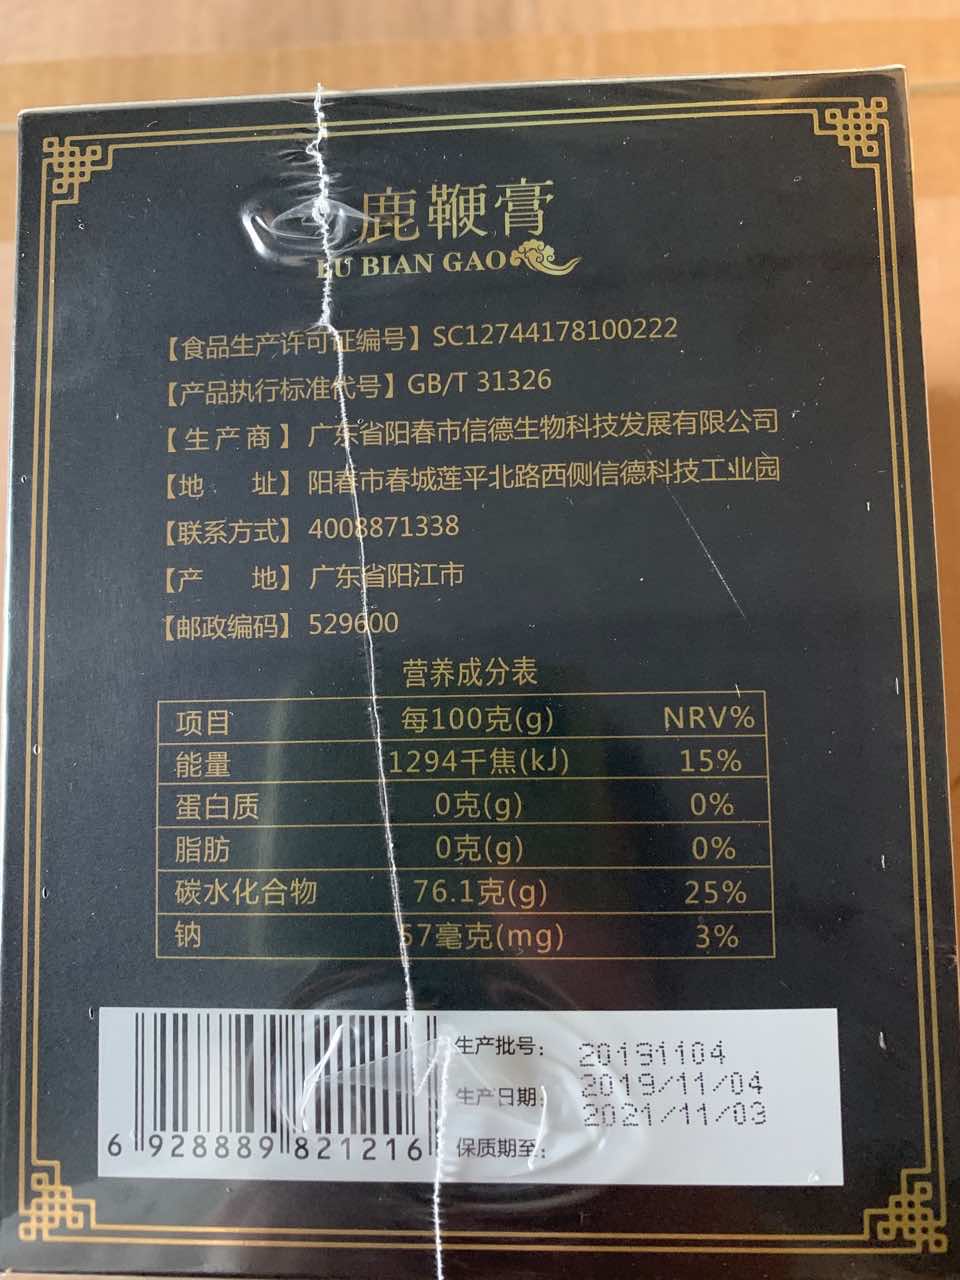 鹿鞭膏
LU BIAN GAO
【食品生产许可证编号】SC12744178100222
【产品执行标准代号】GB/T 31326
【生产商】广东省阳春市信德生物科技发展有限公司
【地 址】阳春市春城莲平北路西侧信德科技工业园
【联系方式】4008871338
【产 地】广东省阳江市
【邮政编码】529600
营养成分表
项目 每100克(g) NRV%
能量 1294千焦(kJ) 15%
蛋白质 0克(g) 0%
脂肪 0克(g) 0%
碳水化合物 76.1克(g) 25%
钠 57毫克(mg) 3%
生产批号： 20191104
生产日期： 2019/11/04
保质期至： 2021/11/03
6 928889 821216